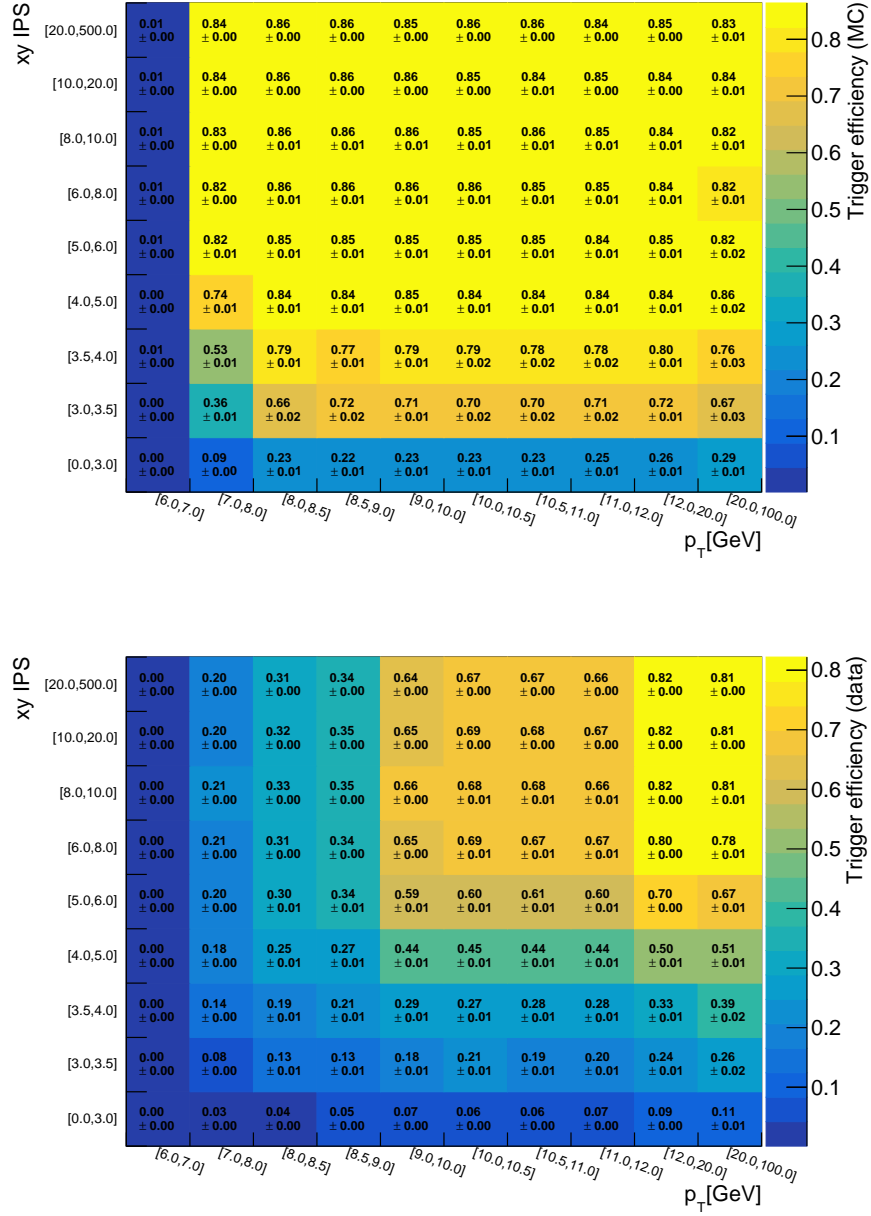 xy IPS
[20.0,500.0] 0.01 0.84 0.86 0.86 0.85 0.86 0.86 0.84 0.85 0.83
± 0.00 ± 0.00 ± 0.00 ± 0.00 ± 0.00 ± 0.00 ± 0.00 ± 0.00 ± 0.00 ± 0.01
[10.0,20.0] 0.01 0.84 0.86 0.86 0.86 0.85 0.84 0.85 0.84 0.84
± 0.00 ± 0.00 ± 0.00 ± 0.00 ± 0.00 ± 0.00 ± 0.01 ± 0.00 ± 0.00 ± 0.01
[8.0,10.0] 0.01 0.83 0.86 0.86 0.86 0.85 0.86 0.85 0.84 0.82
± 0.00 ± 0.00 ± 0.01 ± 0.01 ± 0.00 ± 0.01 ± 0.01 ± 0.01 ± 0.01 ± 0.01
[6.0,8.0] 0.01 0.82 0.86 0.86 0.86 0.86 0.85 0.85 0.84 0.82
± 0.00 ± 0.00 ± 0.01 ± 0.01 ± 0.00 ± 0.01 ± 0.01 ± 0.01 ± 0.00 ± 0.01
[5.0,6.0] 0.01 0.82 0.85 0.85 0.85 0.85 0.85 0.84 0.85 0.82
± 0.00 ± 0.01 ± 0.01 ± 0.01 ± 0.01 ± 0.01 ± 0.01 ± 0.01 ± 0.01 ± 0.02
[4.0,5.0] 0.00 0.74 0.84 0.84 0.85 0.84 0.84 0.84 0.84 0.86
± 0.00 ± 0.01 ± 0.01 ± 0.01 ± 0.01 ± 0.01 ± 0.01 ± 0.01 ± 0.01 ± 0.02
[3.5,4.0] 0.01 0.53 0.79 0.77 0.79 0.79 0.78 0.78 0.80 0.76
± 0.00 ± 0.01 ± 0.01 ± 0.01 ± 0.01 ± 0.02 ± 0.02 ± 0.02 ± 0.01 ± 0.03
[3.0,3.5] 0.00 0.36 0.66 0.72 0.71 0.70 0.70 0.71 0.72 0.67
± 0.00 ± 0.01 ± 0.02 ± 0.02 ± 0.01 ± 0.02 ± 0.02 ± 0.02 ± 0.01 ± 0.03
[0.0,3.0] 0.00 0.09 0.23 0.22 0.23 0.23 0.23 0.25 0.26 0.29
± 0.00 ± 0.00 ± 0.01 ± 0.01 ± 0.01 ± 0.01 ± 0.01 ± 0.01 ± 0.01 ± 0.01
[6.0,7.0] [7.0,8.0] [8.0,8.5] [8.5,9.0] [9.0,10.0] [10.0,10.5] [10.5,11.0] [11.0,12.0] [12.0,20.0] [20.0,100.0]
p_T[GeV]
0.8
0.7
0.6
0.5
0.4
0.3
0.2
0.1
Trigger efficiency (MC)
xy IPS
[20.0,500.0] 0.00 0.20 0.31 0.34 0.64 0.67 0.67 0.66 0.82 0.81
± 0.00 ± 0.00 ± 0.00 ± 0.00 ± 0.00 ± 0.00 ± 0.00 ± 0.00 ± 0.00 ± 0.00
[10.0,20.0] 0.00 0.20 0.32 0.35 0.65 0.69 0.68 0.67 0.82 0.81
± 0.00 ± 0.00 ± 0.00 ± 0.00 ± 0.00 ± 0.00 ± 0.00 ± 0.00 ± 0.00 ± 0.00
[8.0,10.0] 0.00 0.21 0.33 0.35 0.66 0.68 0.68 0.66 0.82 0.81
± 0.00 ± 0.00 ± 0.00 ± 0.00 ± 0.00 ± 0.01 ± 0.01 ± 0.01 ± 0.00 ± 0.01
[6.0,8.0] 0.00 0.21 0.31 0.34 0.65 0.69 0.67 0.67 0.80 0.78
± 0.00 ± 0.00 ± 0.00 ± 0.00 ± 0.00 ± 0.01 ± 0.01 ± 0.01 ± 0.00 ± 0.01
[5.0,6.0] 0.00 0.20 0.30 0.34 0.59 0.60 0.61 0.60 0.70 0.67
± 0.00 ± 0.00 ± 0.01 ± 0.01 ± 0.01 ± 0.01 ± 0.01 ± 0.01 ± 0.00 ± 0.01
[4.0,5.0] 0.00 0.18 0.25 0.27 0.44 0.45 0.44 0.44 0.50 0.51
± 0.00 ± 0.00 ± 0.01 ± 0.01 ± 0.01 ± 0.01 ± 0.01 ± 0.01 ± 0.01 ± 0.01
[3.5,4.0] 0.00 0.14 0.19 0.21 0.29 0.27 0.28 0.28 0.33 0.39
± 0.00 ± 0.00 ± 0.01 ± 0.01 ± 0.01 ± 0.01 ± 0.01 ± 0.01 ± 0.01 ± 0.02
[3.0,3.5] 0.00 0.08 0.13 0.13 0.18 0.21 0.19 0.20 0.24 0.26
± 0.00 ± 0.00 ± 0.01 ± 0.01 ± 0.01 ± 0.01 ± 0.01 ± 0.01 ± 0.01 ± 0.02
[0.0,3.0] 0.00 0.03 0.04 0.05 0.07 0.06 0.06 0.07 0.09 0.11
± 0.00 ± 0.00 ± 0.00 ± 0.00 ± 0.00 ± 0.00 ± 0.00 ± 0.00 ± 0.00 ± 0.01
[6.0,7.0] [7.0,8.0] [8.0,8.5] [8.5,9.0] [9.0,10.0] [10.0,10.5] [10.5,11.0] [11.0,12.0] [12.0,20.0] [20.0,100.0]
p_T[GeV]
0.8
0.7
0.6
0.5
0.4
0.3
0.2
0.1
Trigger efficiency (data)